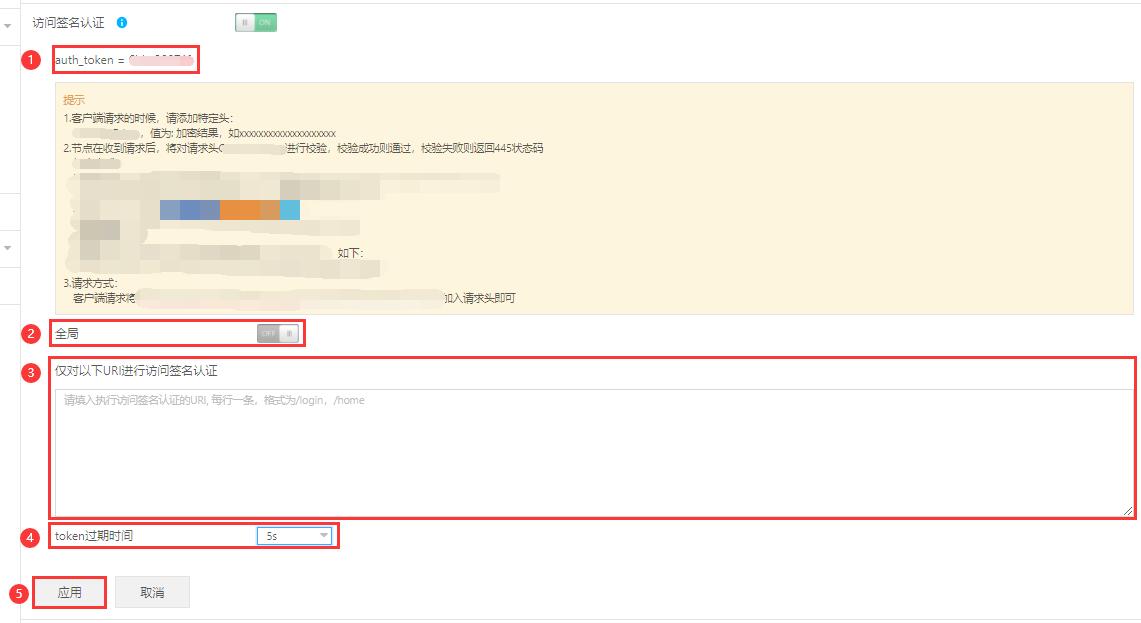 访问签名认证
ON
1
auth_token =
提示
1.客户端请求的时候，请添加特定头：
，值为: 加密结果，如xxxxxxxxxxxxxxxxxxx
2.节点在收到请求后，将对请求头 进行校验，校验成功则通过，校验失败则返回445状态码
如下：
3.请求方式：
客户端请求将 加入请求头即可
2
全局
OFF
3
仅对以下URI进行访问签名认证
请填入执行访问签名认证的URI, 每行一条，格式为/login，/home
4
token过期时间
5s
5
应用
取消